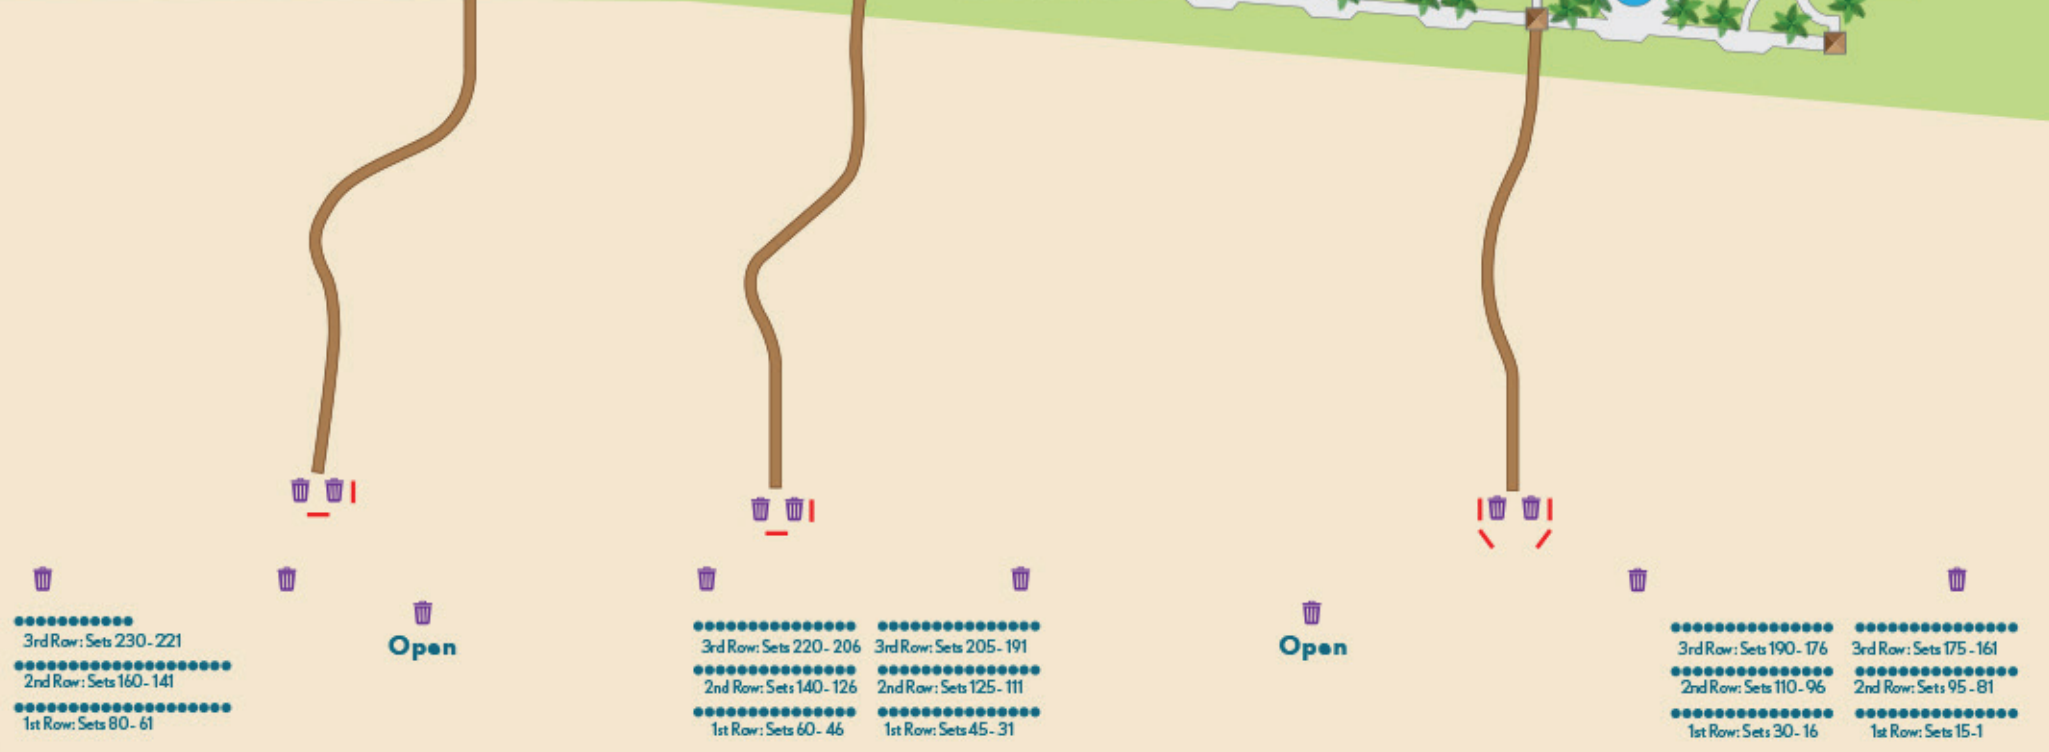 3rd Row: Sets 230-221
2nd Row: Sets 160-141
1st Row: Sets 80-61
Open
3rd Row: Sets 220-206
2nd Row: Sets 140-126
1st Row: Sets 60-46
3rd Row: Sets 205-191
2nd Row: Sets 125-111
1st Row: Sets 45-31
Open
3rd Row: Sets 190-176
2nd Row: Sets 110-96
1st Row: Sets 30-16
3rd Row: Sets 175-161
2nd Row: Sets 95-81
1st Row: Sets 15-1